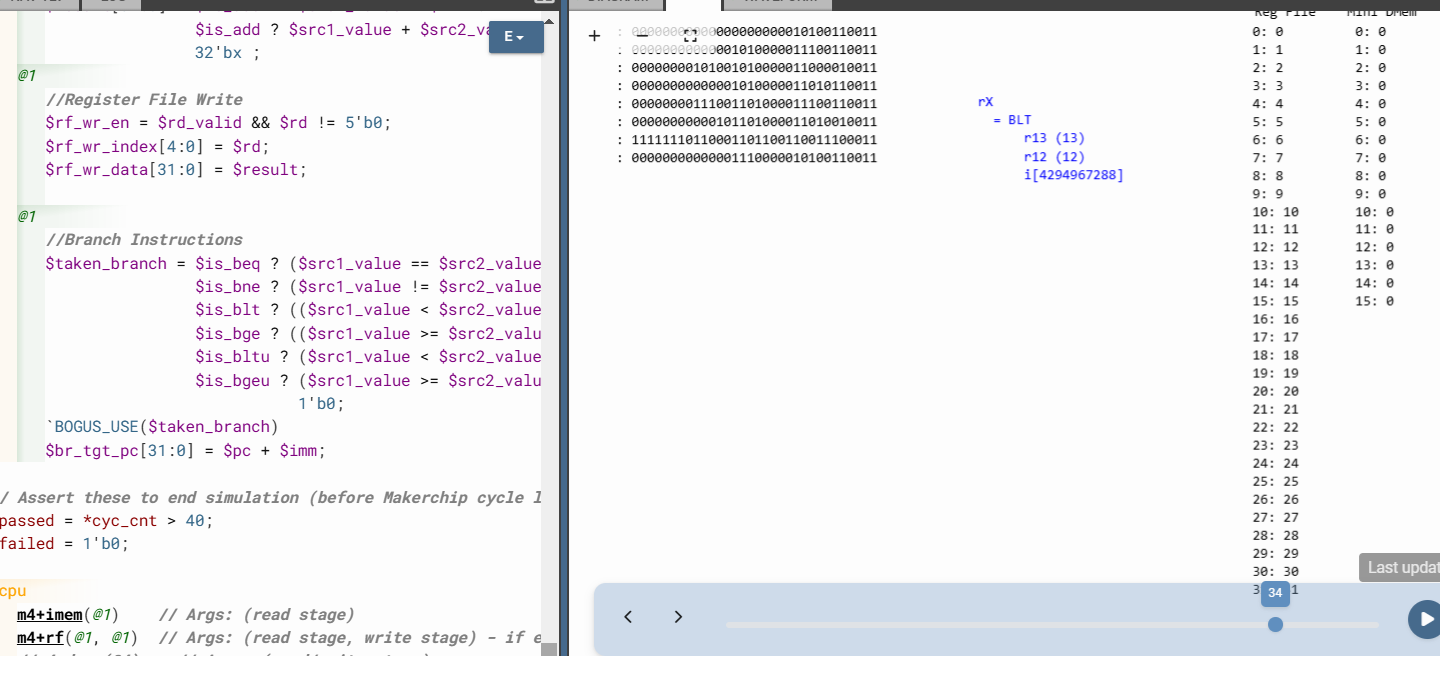 $is_add ? $src1_value + $src2_va
32'bx ;
E
@1
//Register File Write
$rf_wr_en = $rd_valid && $rd != 5'b0;
$rf_wr_index[4:0] = $rd;
$rf_wr_data[31:0] = $result;
@1
//Branch Instructions
$taken_branch = $is_beq ? ($src1_value == $src2_value
$is_bne ? ($src1_value != $src2_value
$is_blt ? (($src1_value < $src2_value
$is_bge ? (($src1_value >= $src2_valu
$is_bltu ? ($src1_value < $src2_value
$is_bgeu ? ($src1_value >= $src2_valu
1'b0;
`BOGUS_USE($taken_branch)
$br_tgt_pc[31:0] = $pc + $imm;
/ Assert these to end simulation (before Makerchip cycle l
passed = *cyc_cnt > 40;
failed = 1'b0;
cpu
m4+imem(@1)    // Args: (read stage)
m4+rf(@1, @1)  // Args: (read stage, write stage) - if e
: 00000000000000000000010100110011
: 00000000000001010000011100110011
: 00000000101001010000011000010011
: 00000000000001010000011010110011
: 00000000111001101000011100110011
: 00000000000101101000011010010011
: 11111110110001101100110011100011
: 00000000000001110000010100110011
rX
= BLT
r13 (13)
r12 (12)
i[4294967288]
Reg File
0: 0
1: 1
2: 2
3: 3
4: 4
5: 5
6: 6
7: 7
8: 8
9: 9
10: 10
11: 11
12: 12
13: 13
14: 14
15: 15
16: 16
17: 17
18: 18
19: 19
20: 20
21: 21
22: 22
23: 23
24: 24
25: 25
26: 26
27: 27
28: 28
29: 29
30: 30
Mini DMem
0: 0
1: 0
2: 0
3: 0
4: 0
5: 0
6: 0
7: 0
8: 0
9: 0
10: 0
11: 0
12: 0
13: 0
14: 0
15: 0
Last updat
34